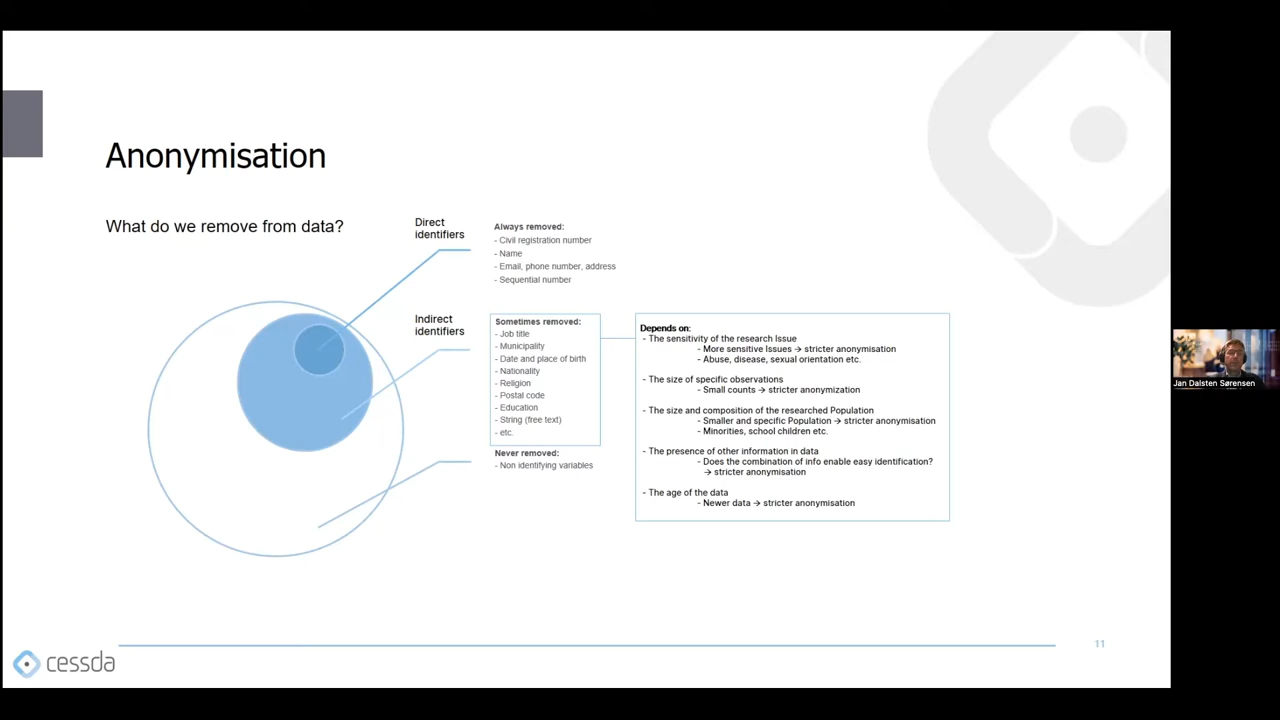 Anonymisation
What do we remove from data?
Direct
identifiers
Always removed:
- Civil registration number
- Name
- Email, phone number, address
- Sequential number
Indirect
identifiers
Sometimes removed:
- Job title
- Municipality
- Date and place of birth
- Nationality
- Religion
- Postal code
- Education
- String (free text)
- etc.
Never removed:
- Non identifying variables
Depends on:
- The sensitivity of the research Issue
- More sensitive Issues → stricter anonymisation
- Abuse, disease, sexual orientation etc.
- The size of specific observations
- Small counts → stricter anonymization
- The size and composition of the researched Population
- Smaller and specific Population → stricter anonymisation
- Minorities, school children etc.
- The presence of other information in data
- Does the combination of info enable easy identification?
→ stricter anonymisation
- The age of the data
- Newer data → stricter anonymisation
Jan Dalsten Sørensen
cessda
11